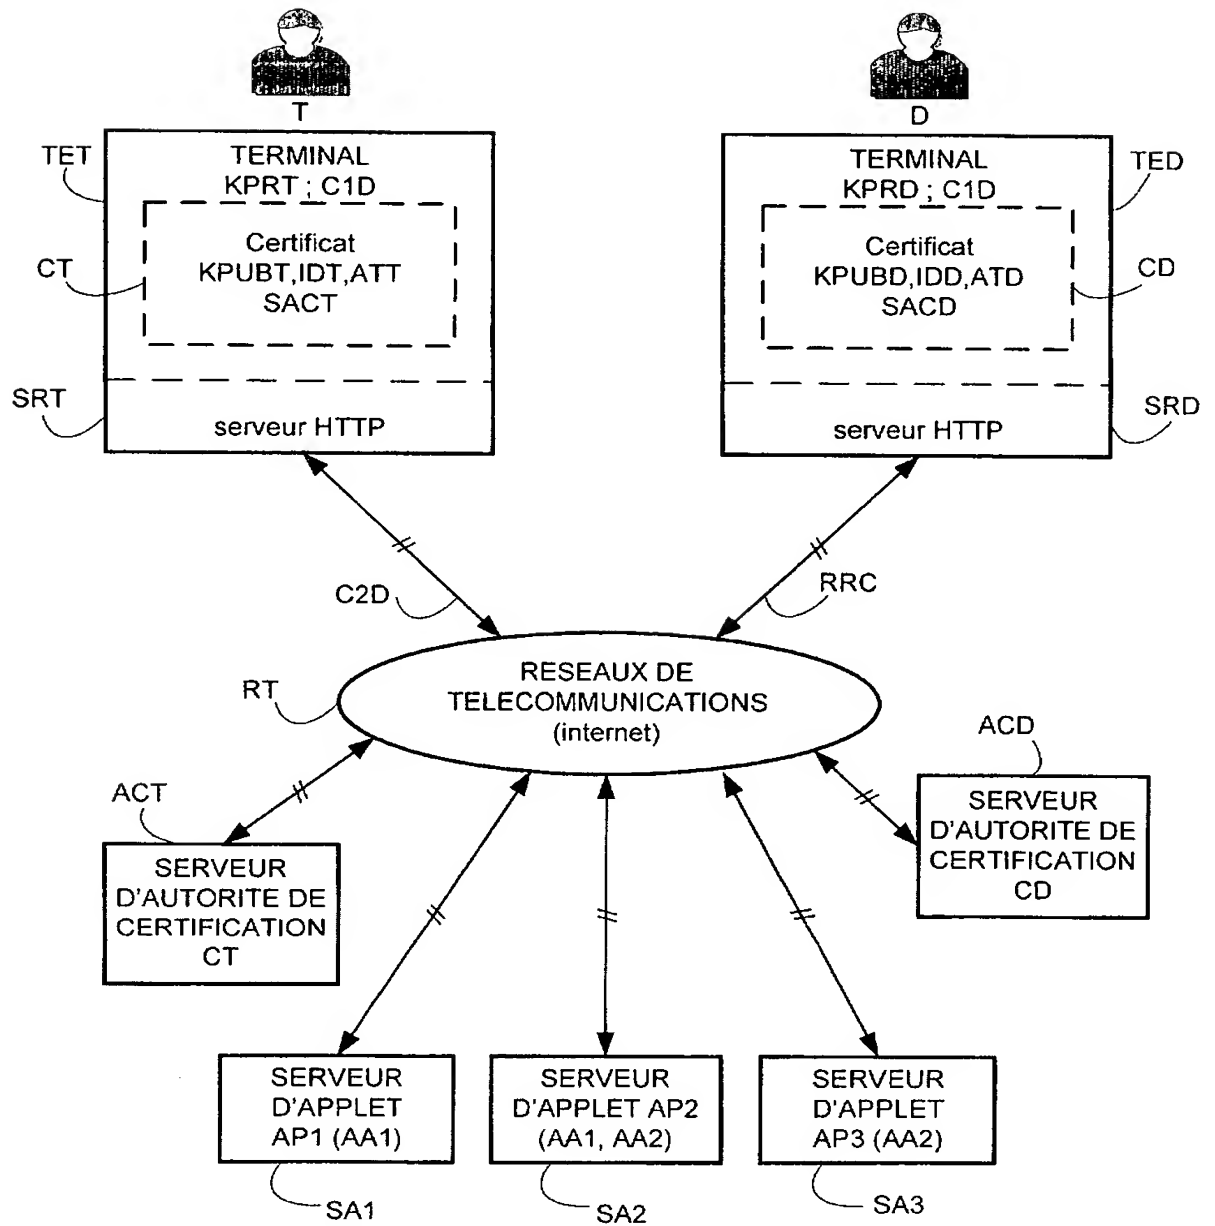 T
D
TET
TERMINAL
KPRT ; C1D
TERMINAL
KPRD ; C1D
TED
CT
Certificat
KPUBT,IDT,ATT
SACT
Certificat
KPUBD,IDD,ATD
SACD
CD
SRT
serveur HTTP
serveur HTTP
SRD
C2D
RRC
RT
RESEAUX DE
TELECOMMUNICATIONS
(internet)
ACD
SERVEUR
D'AUTORITE DE
CERTIFICATION
CD
ACT
SERVEUR
D'AUTORITE DE
CERTIFICATION
CT
SERVEUR
D'APPLET
AP1 (AA1)
SERVEUR
D'APPLET AP2
(AA1, AA2)
SERVEUR
D'APPLET
AP3 (AA2)
SA1
SA2
SA3